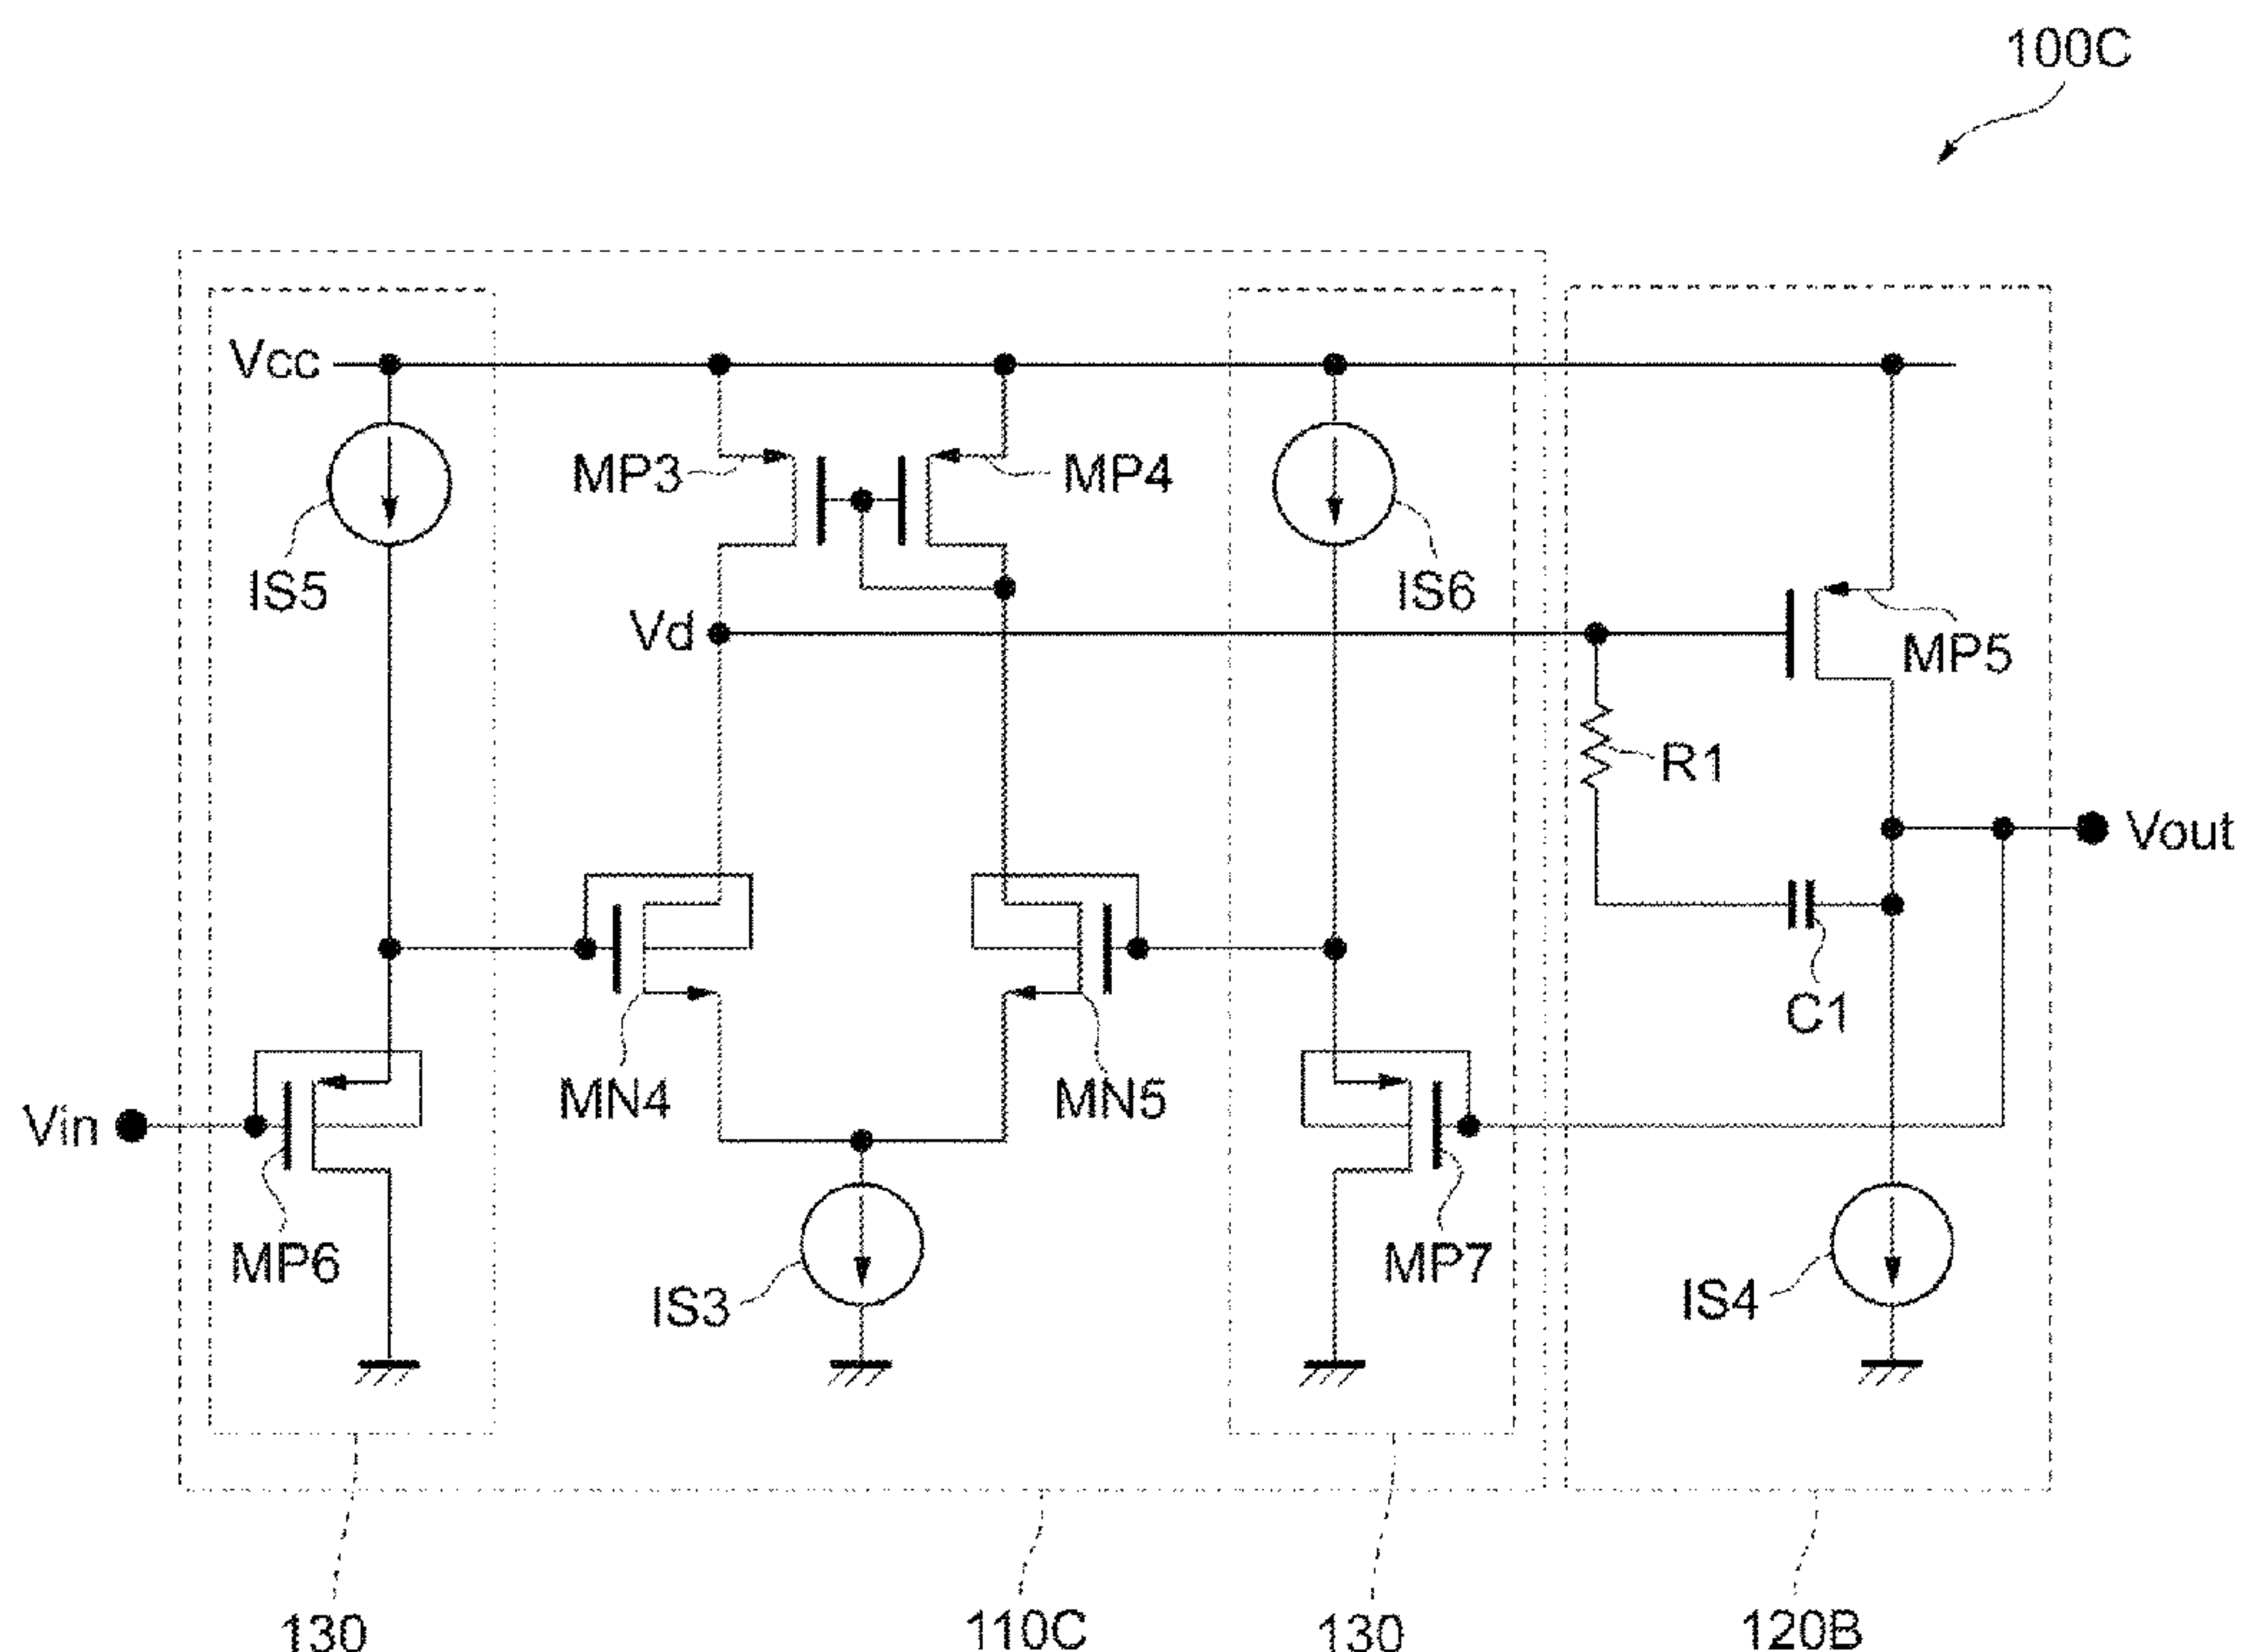 100C
Vcc
MP3
MP4
IS5
IS6
Vd
MP5
R1
Vout
C1
MN4
MN5
Vin
MP6
MP7
IS3
IS4
130
110C
130
120B